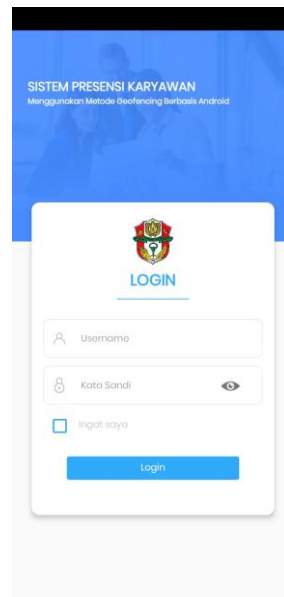 SISTEM PRESENSI KARYAWAN
Menggunakan Metode Geofencing Berbasis Android
LOGIN
Username
Kata Sandi
Ingat saya
Login